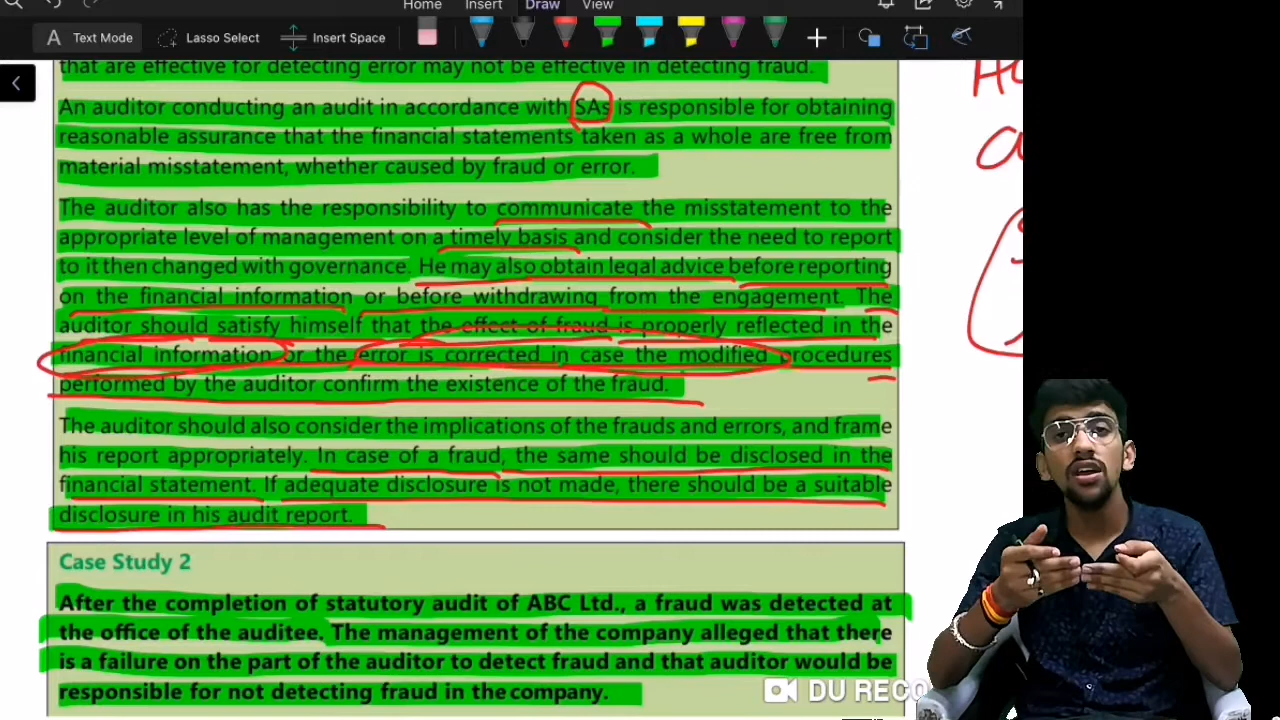 Home Insert Draw View
Text Mode Lasso Select Insert Space
that are effective for detecting error may not be effective in detecting fraud.
An auditor conducting an audit in accordance with SAs is responsible for obtaining
reasonable assurance that the financial statements taken as a whole are free from
material misstatement, whether caused by fraud or error.
The auditor also has the responsibility to communicate the misstatement to the
appropriate level of management on a timely basis and consider the need to report
to it then changed with governance. He may also obtain legal advice before reporting
on the financial information or before withdrawing from the engagement. The
auditor should satisfy himself that the effect of fraud is properly reflected in the
financial information or the error is corrected in case the modified procedures
performed by the auditor confirm the existence of the fraud.
The auditor should also consider the implications of the frauds and errors, and frame
his report appropriately. In case of a fraud, the same should be disclosed in the
financial statement. If adequate disclosure is not made, there should be a suitable
disclosure in his audit report.
Case Study 2
After the completion of statutory audit of ABC Ltd., a fraud was detected at
the office of the auditee. The management of the company alleged that there
is a failure on the part of the auditor to detect fraud and that auditor would be
responsible for not detecting fraud in the company.
DU RECO